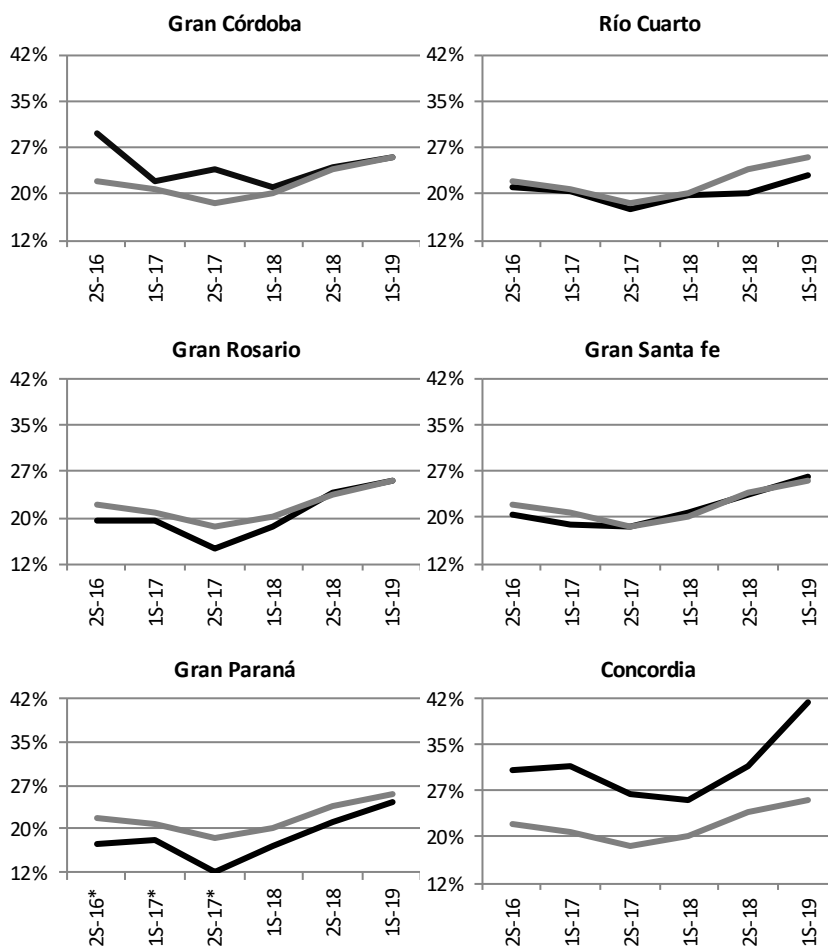 Gran Córdoba
42%
35%
27%
20%
12%
2S-16
1S-17
2S-17
1S-18
2S-18
1S-19
Río Cuarto
42%
35%
27%
20%
12%
2S-16
1S-17
2S-17
1S-18
2S-18
1S-19
Gran Rosario
42%
35%
27%
20%
12%
2S-16
1S-17
2S-17
1S-18
2S-18
1S-19
Gran Santa fe
42%
35%
27%
20%
12%
2S-16
1S-17
2S-17
1S-18
2S-18
1S-19
Gran Paraná
42%
35%
27%
20%
12%
2S-16*
1S-17*
2S-17*
1S-18
2S-18
1S-19
Concordia
42%
35%
27%
20%
12%
2S-16
1S-17
2S-17
1S-18
2S-18
1S-19